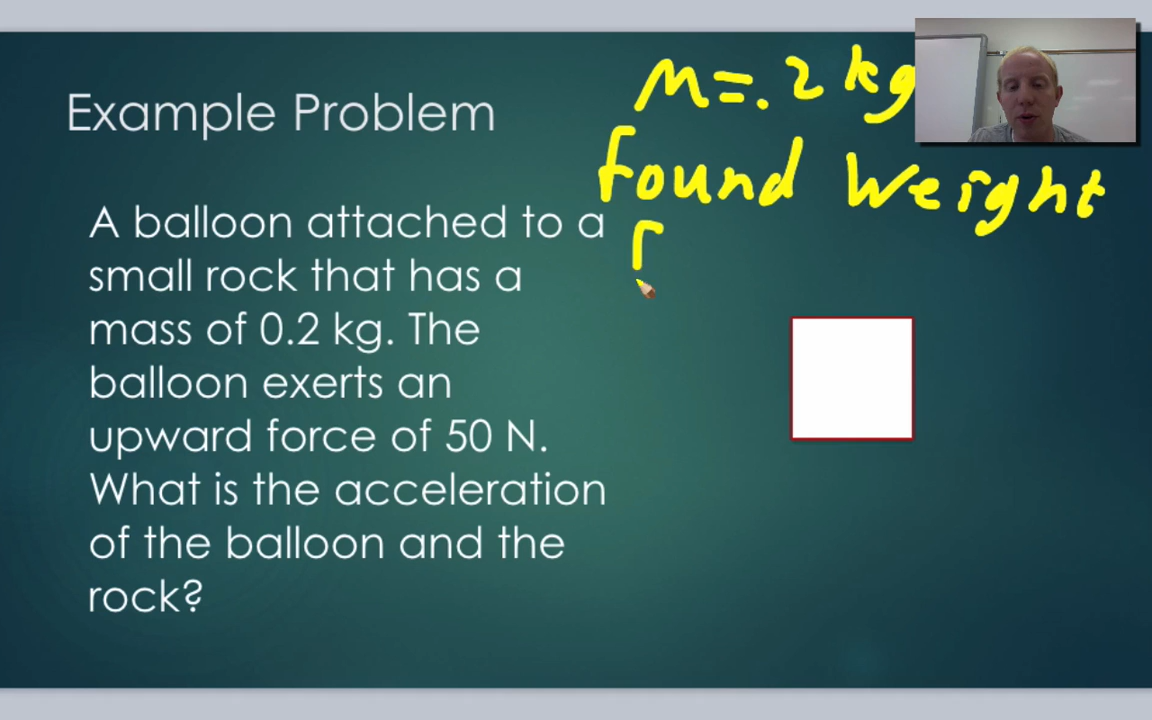 Example Problem
A balloon attached to a
small rock that has a
mass of 0.2 kg. The
balloon exerts an
upward force of 50 N.
What is the acceleration
of the balloon and the
rock?
m=.2 kg
found weight